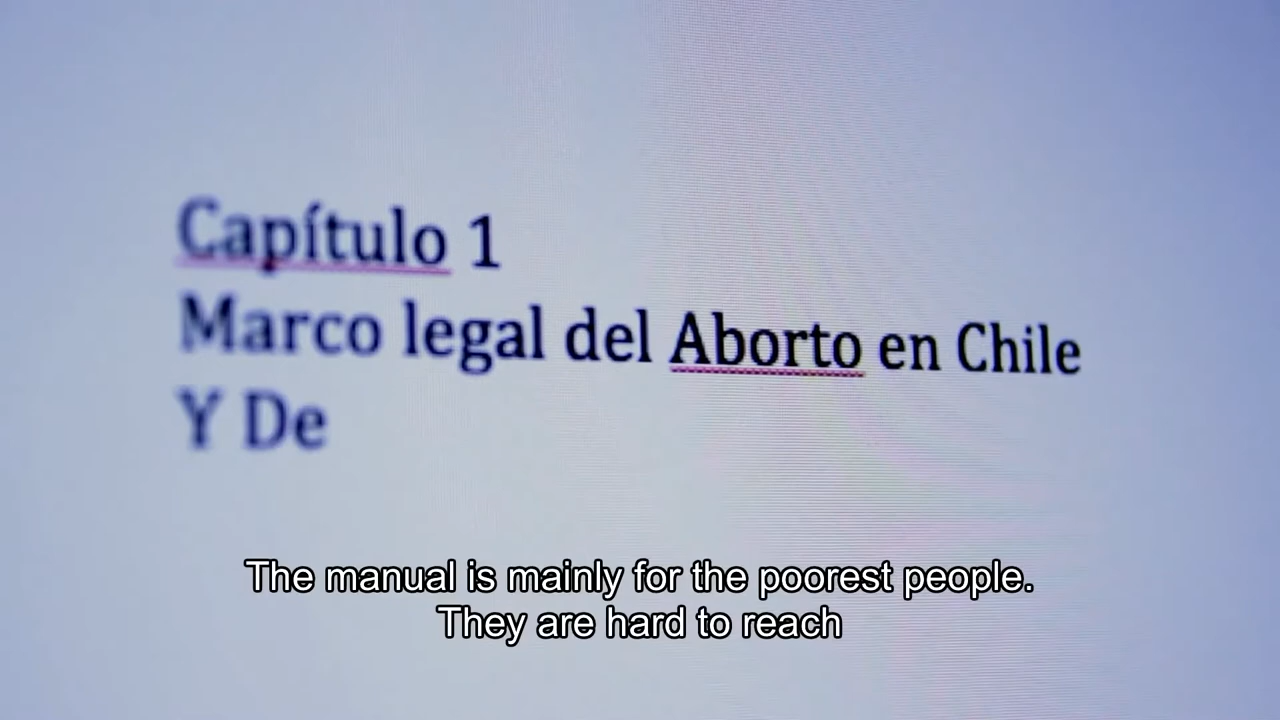 Capítulo 1
Marco legal del Aborto en Chile
Y De
The manual is mainly for the poorest people.
They are hard to reach